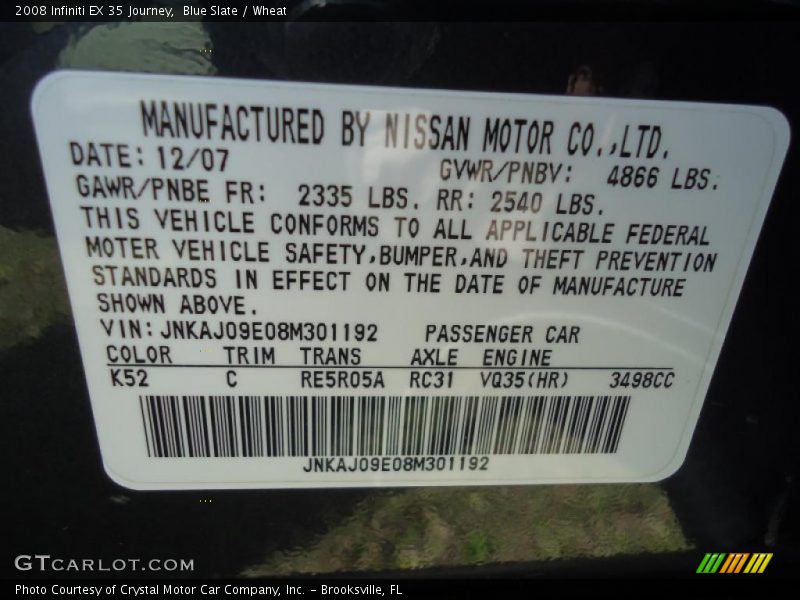 2008 Infiniti EX 35 Journey,  Blue Slate / Wheat
MANUFACTURED BY NISSAN MOTOR CO.,LTD.
DATE: 12/07
GVWR/PNBV: 4866 LBS.
GAWR/PNBE FR: 2335 LBS. RR: 2540 LBS.
THIS VEHICLE CONFORMS TO ALL APPLICABLE FEDERAL
MOTER VEHICLE SAFETY,BUMPER,AND THEFT PREVENTION
STANDARDS IN EFFECT ON THE DATE OF MANUFACTURE
SHOWN ABOVE.
VIN: JNKAJ09E08M301192 PASSENGER CAR
COLOR TRIM TRANS AXLE ENGINE
K52 C RE5R05A RC31 VQ35(HR) 3498CC
JNKAJ09E08M301192
GTCARLOT.COM
Photo Courtesy of Crystal Motor Car Company, Inc. - Brooksville, FL